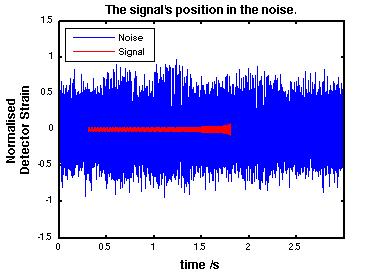 The signal's position in the noise.
Noise
Signal
Normalised
Detector Strain
1.5
1
0.5
0
-0.5
-1
-1.5
0
0.5
1
1.5
2
2.5
time /s